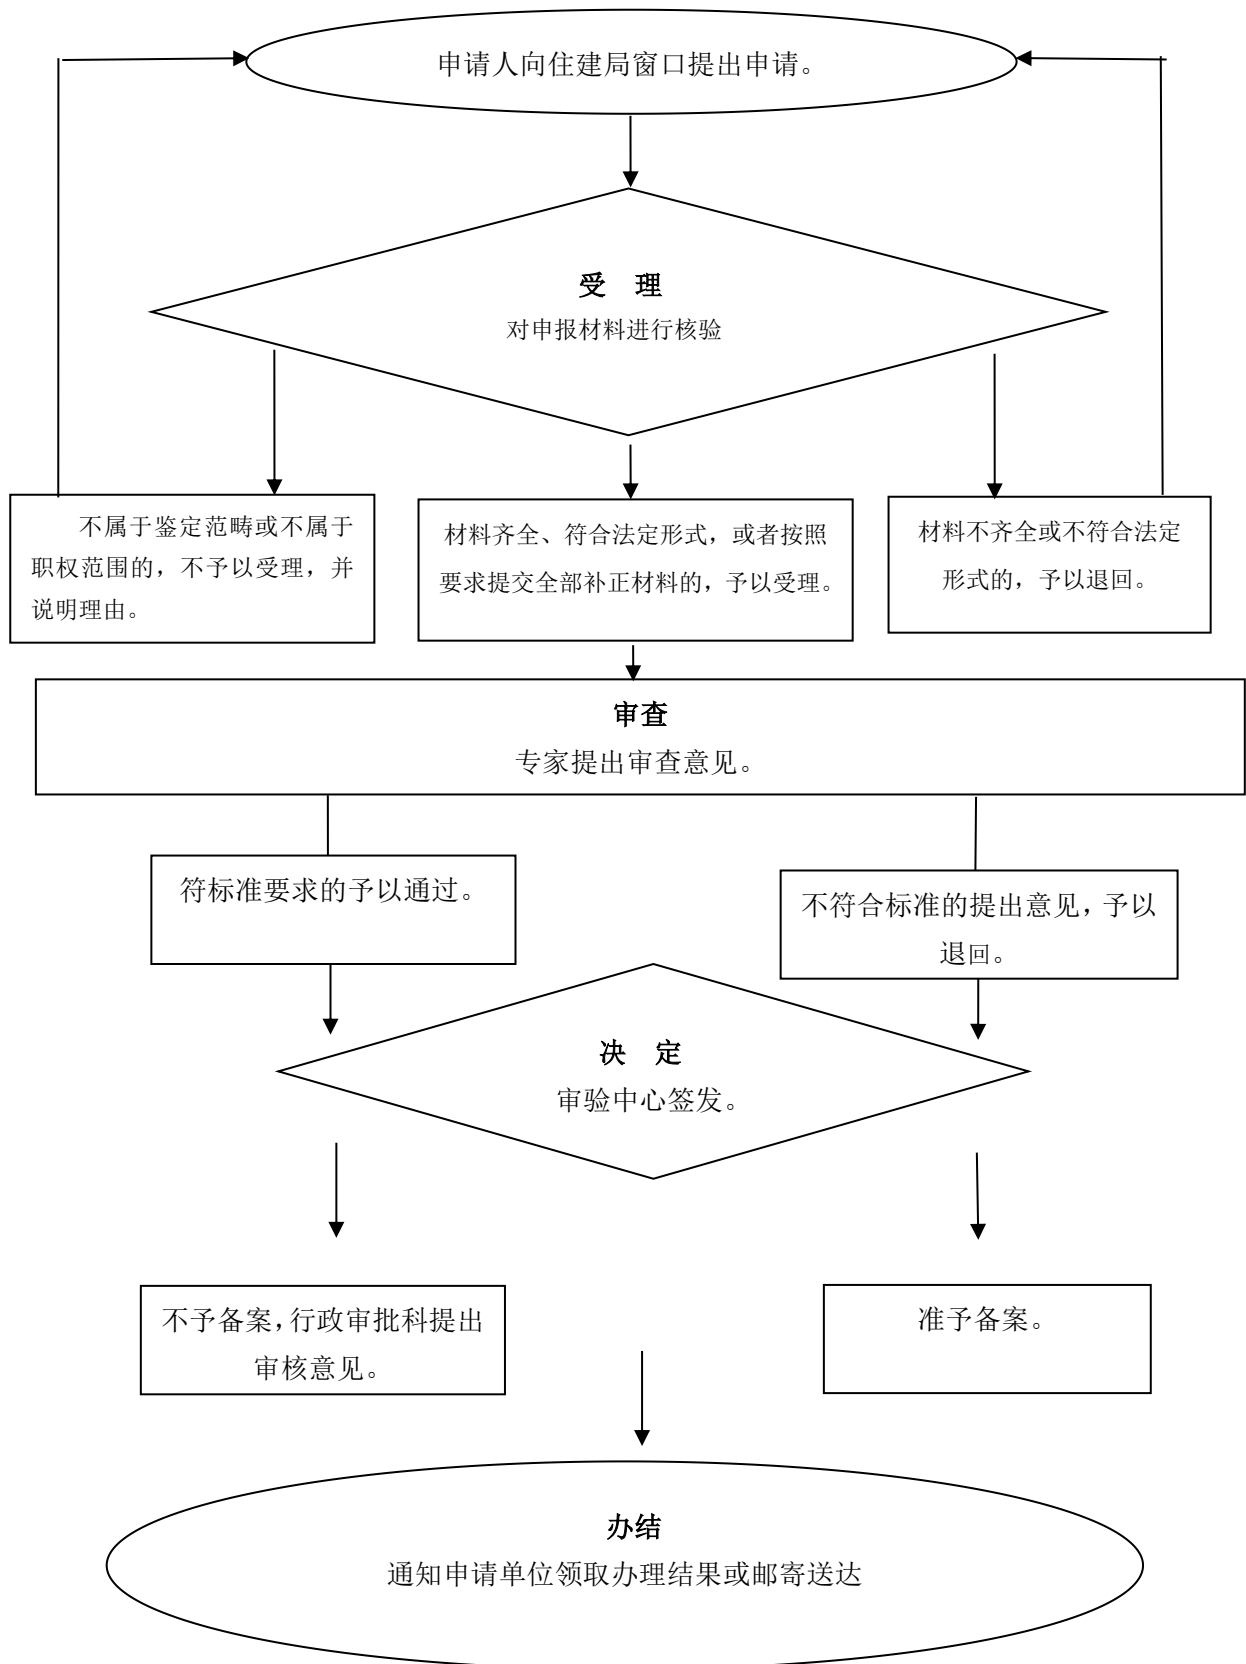 申请人向住建局窗口提出申请。
受 理
对申报材料进行核验
不属于鉴定范畴或不属于
职权范围的，不予以受理，并
说明理由。
材料齐全、符合法定形式，或者按照
要求提交全部补正材料的，予以受理。
材料不齐全或不符合法定
形式的，予以退回。
审查
专家提出审查意见。
符标准要求的予以通过。
不符合标准的提出意见，予以
退回。
决 定
审验中心签发。
不予备案，行政审批科提出
审核意见。
准予备案。
办结
通知申请单位领取办理结果或邮寄送达